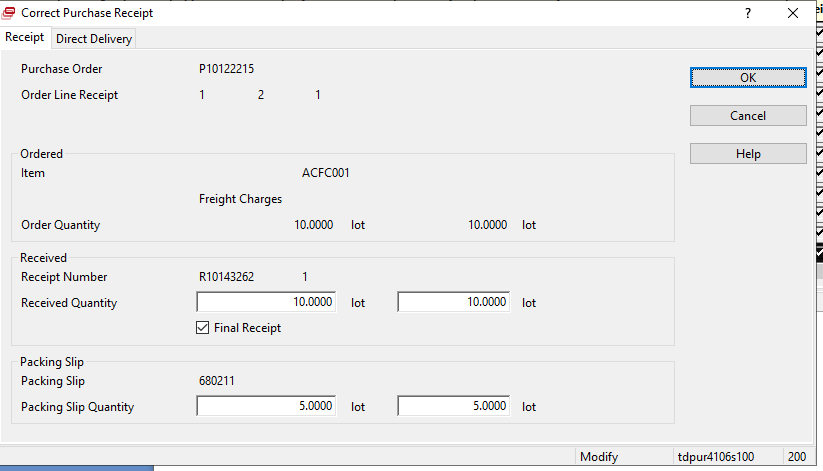 Correct Purchase Receipt ?
Receipt Direct Delivery
Purchase Order P10122215
OK
Order Line Receipt 1 2 1
Cancel
Help
Ordered
Item ACFC001
Freight Charges
Order Quantity 10.0000 lot 10.0000 lot
Received
Receipt Number R10143262 1
Received Quantity 10.0000 lot 10.0000 lot
Final Receipt
Packing Slip
Packing Slip 680211
Packing Slip Quantity 5.0000 lot 5.0000 lot
Modify tdpur4106s100 200